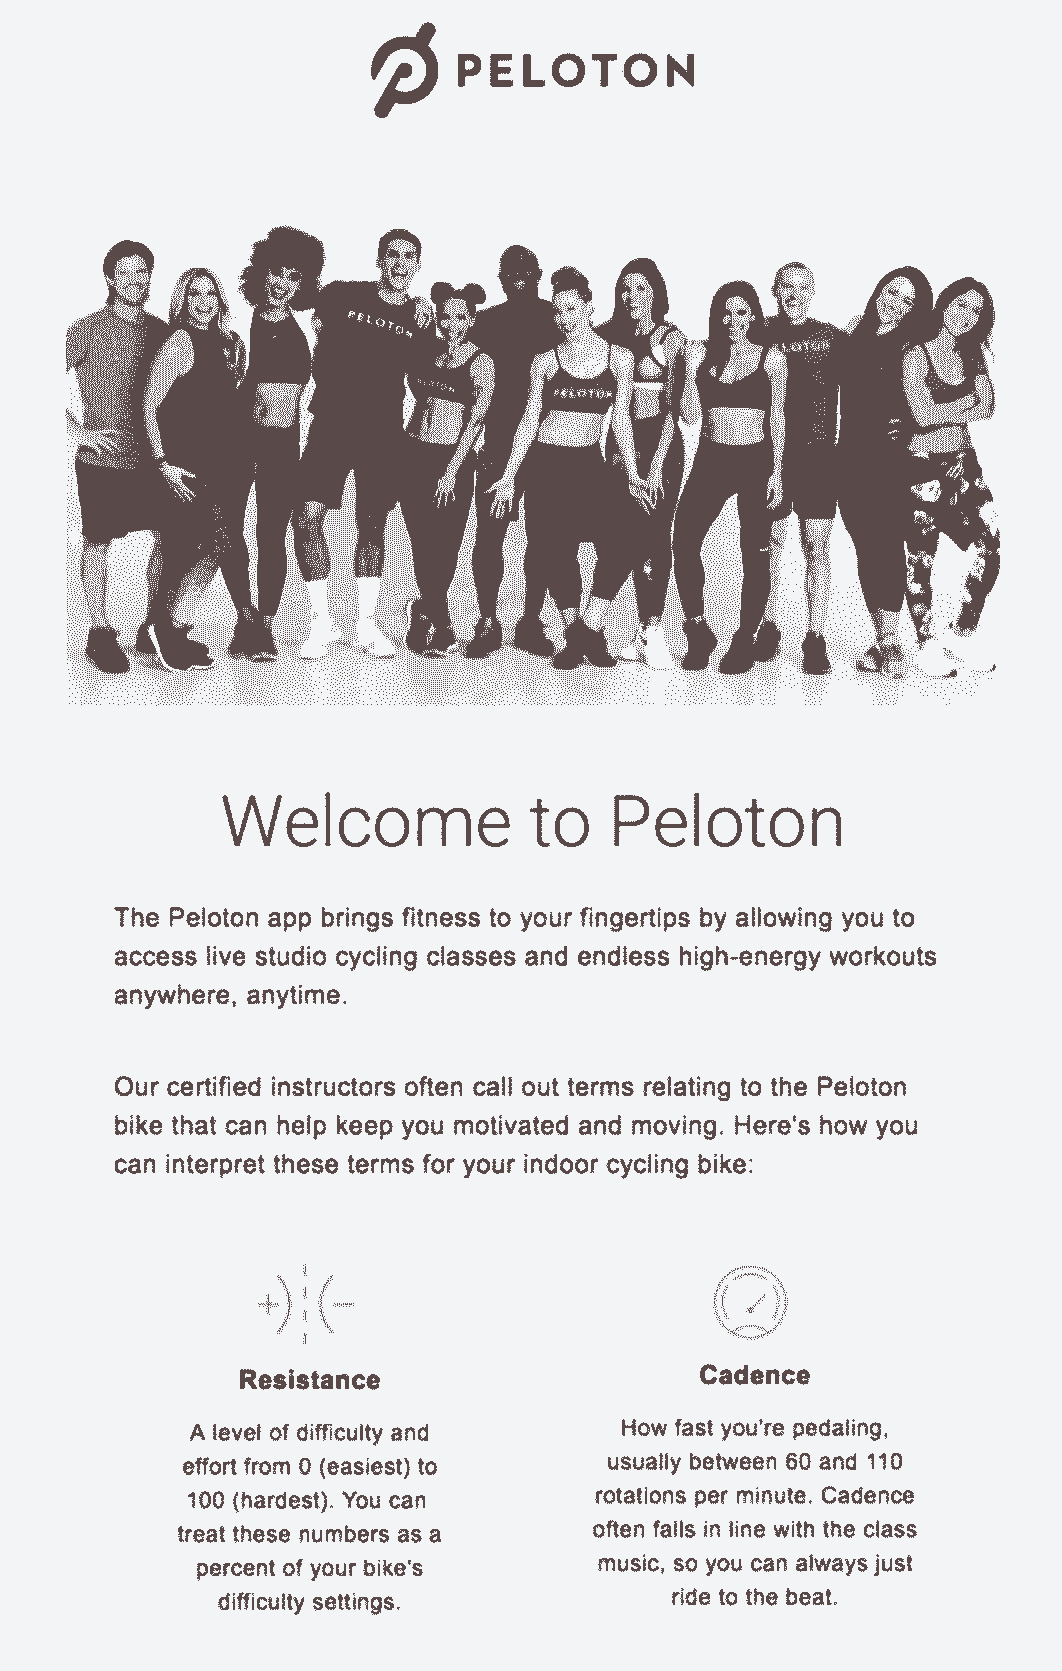 PELOTON
PELOTON
PELOTON
PELOTON
LOTON
Welcome to Peloton
The Peloton app brings fitness to your fingertips by allowing you to
access live studio cycling classes and endless high-energy workouts
anywhere, anytime.
Our certified instructors often call out terms relating to the Peloton
bike that can help keep you motivated and moving. Here's how you
can interpret these terms for your indoor cycling bike:
Resistance
A level of difficulty and
effort from 0 (easiest) to
100 (hardest). You can
treat these numbers as a
percent of your bike's
difficulty settings.
Cadence
How fast you're pedaling,
usually between 60 and 110
rotations per minute. Cadence
often falls in line with the class
music, so you can always just
ride to the beat.